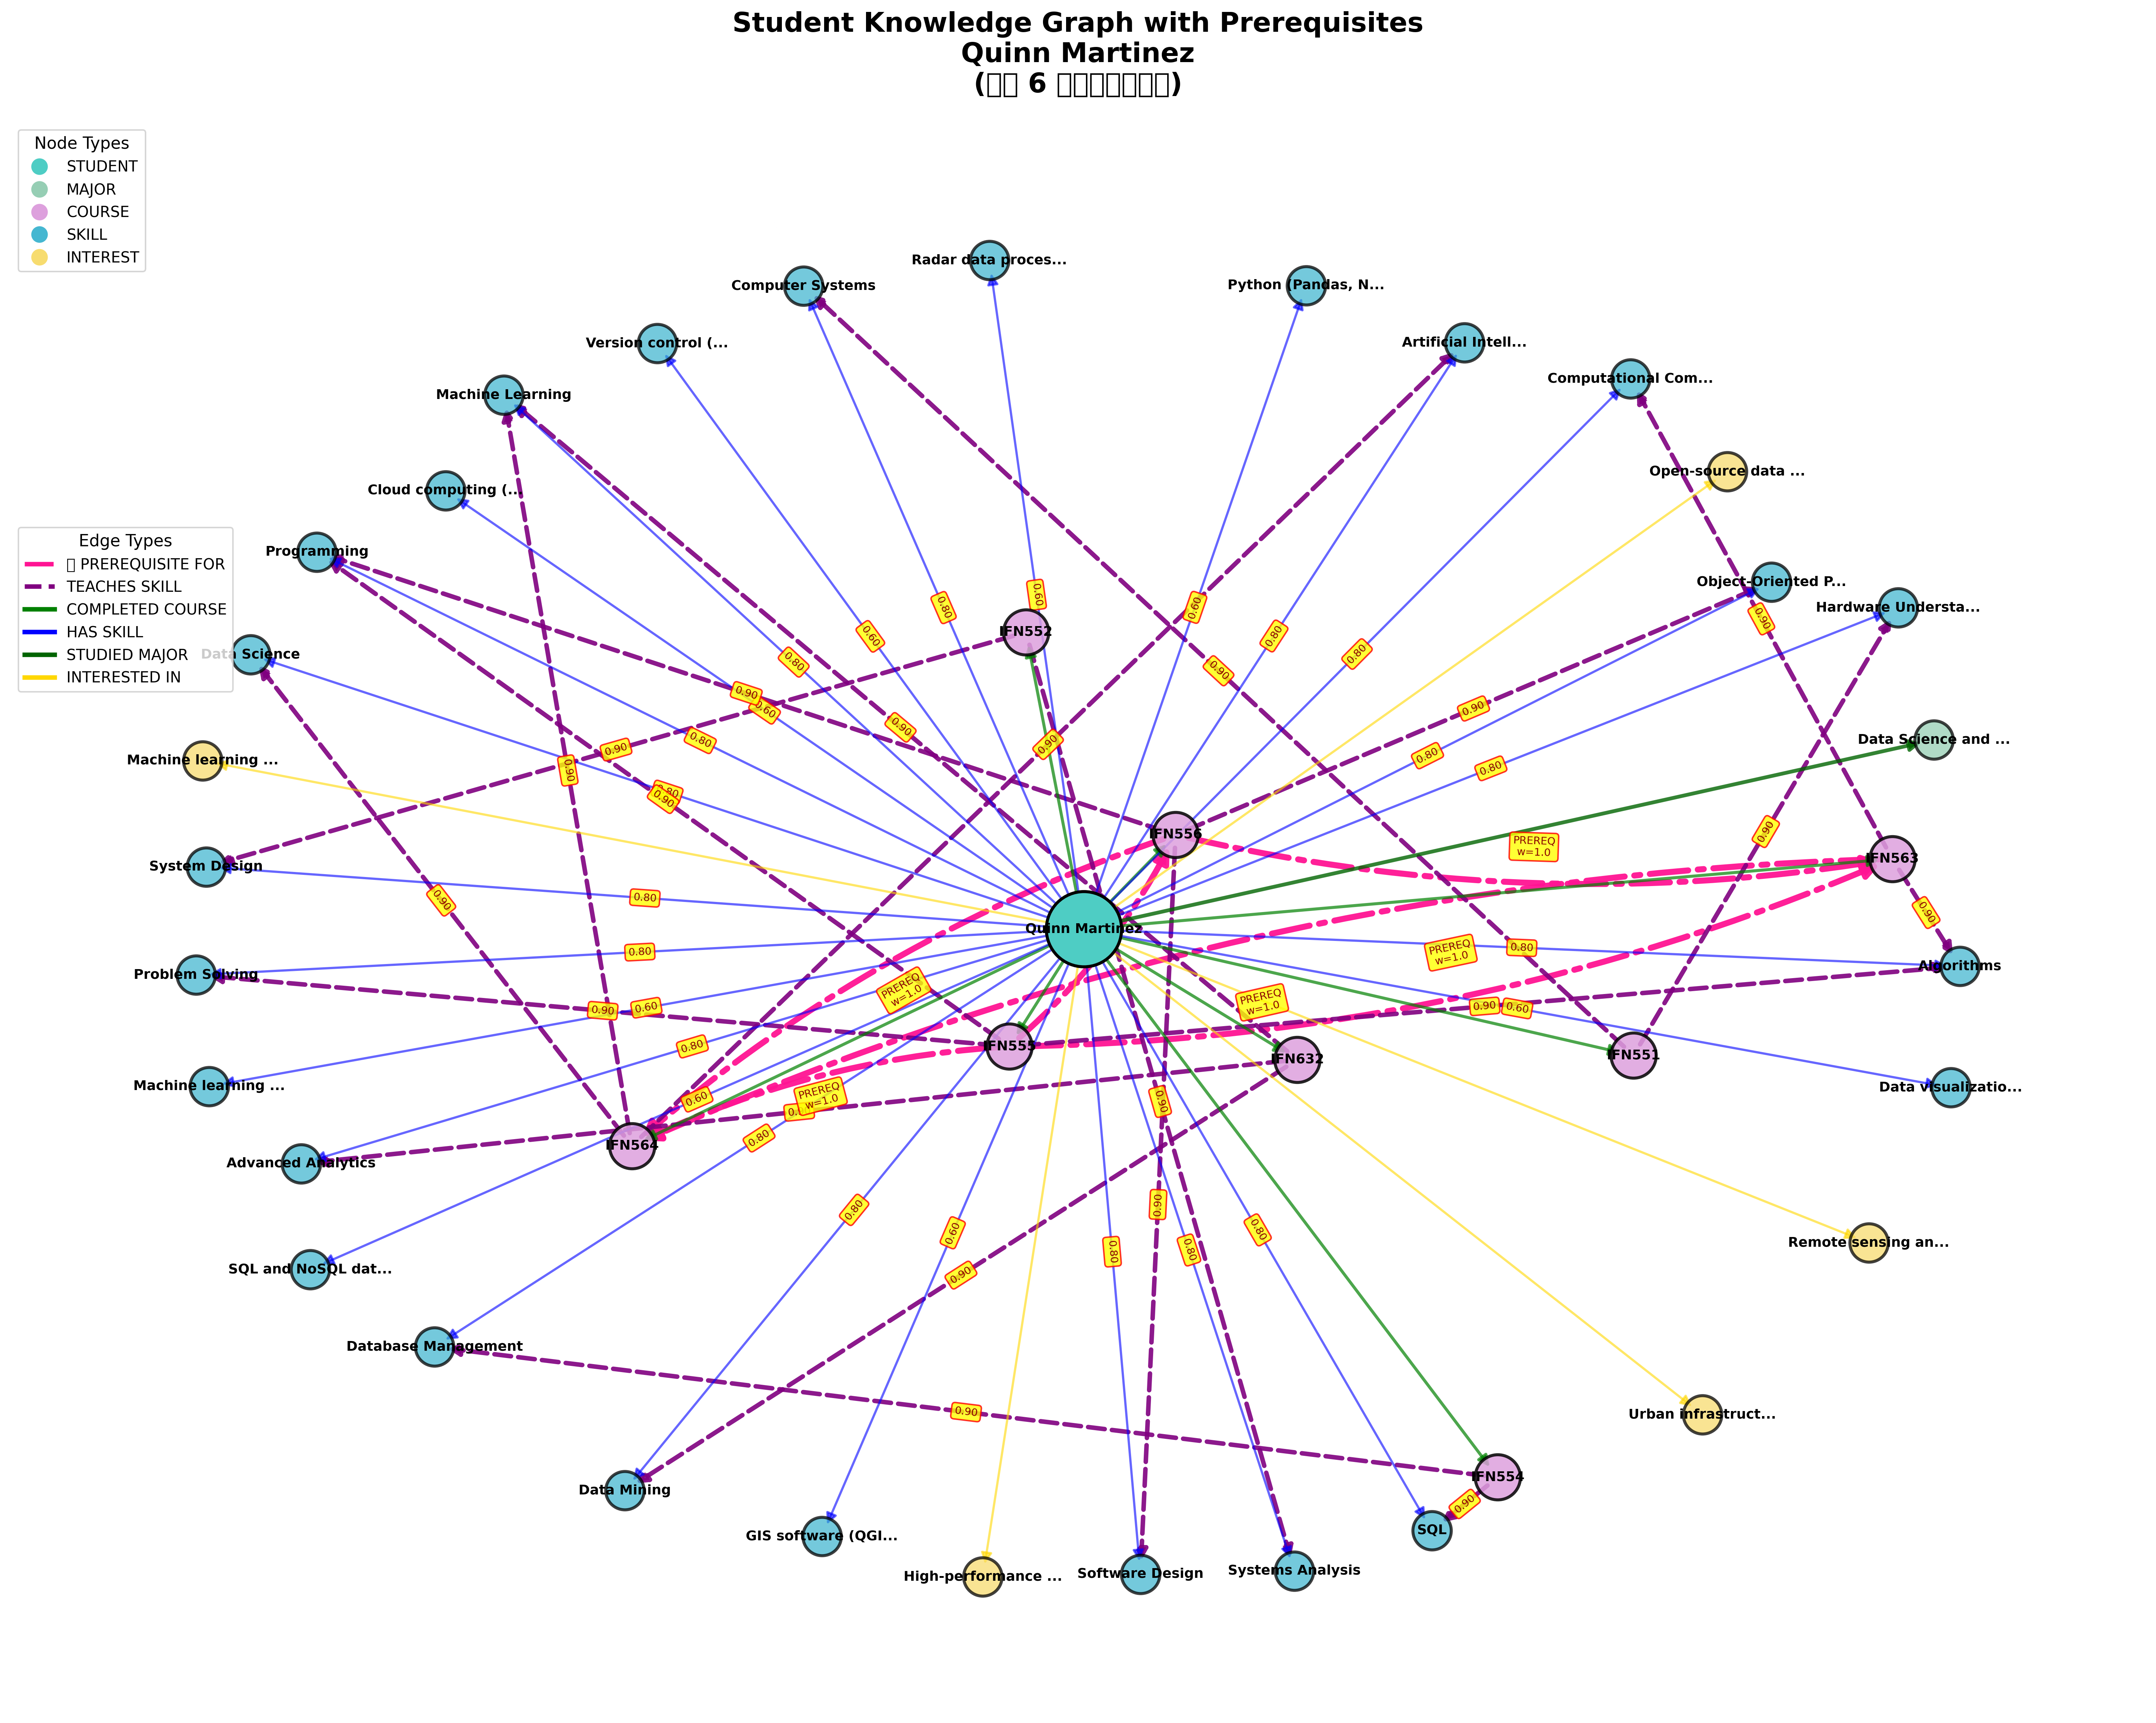 Student Knowledge Graph with Prerequisites
Quinn Martinez
(□□ 6 □□□□□□□)
Node Types
STUDENT
MAJOR
COURSE
SKILL
INTEREST
Edge Types
□ PREREQUISITE FOR
TEACHES SKILL
COMPLETED COURSE
HAS SKILL
STUDIED MAJOR
INTERESTED IN
Radar data proces...
Computer Systems
Python (Pandas, N...
Version control (...
Artificial Intell...
Computational Com...
Machine Learning
Open-source data ...
Cloud computing (...
Programming
Object-Oriented P...
Hardware Understa...
0.60
0.80
0.60
0.60
0.80
0.90
IFN552
Data Science
0.80
0.80
0.90
0.90
0.60
0.90
0.90
0.80
Data Science and ...
0.90
0.90
0.80
Machine learning ...
0.80
0.90
0.80
0.90
0.90
IFN556
PREREQ
w=1.0
IFN563
System Design
0.90
0.80
0.90
Quinn Martinez
Problem Solving
0.80
PREREQ
w=1.0
0.80
Algorithms
PREREQ
w=1.0
0.90
0.60
PREREQ
w=1.0
0.90
0.60
0.80
IFN555
IFN632
IFN551
Machine learning ...
0.60
PREREQ
w=1.0
0.90
Data visualizatio...
0.80
IFN564
Advanced Analytics
0.80
0.90
0.60
0.80
0.80
0.80
Remote sensing an...
SQL and NoSQL dat...
0.90
Database Management
0.90
Urban infrastruct...
IFN554
Data Mining
0.90
SQL
GIS software (QGI...
High-performance ...
Software Design
Systems Analysis